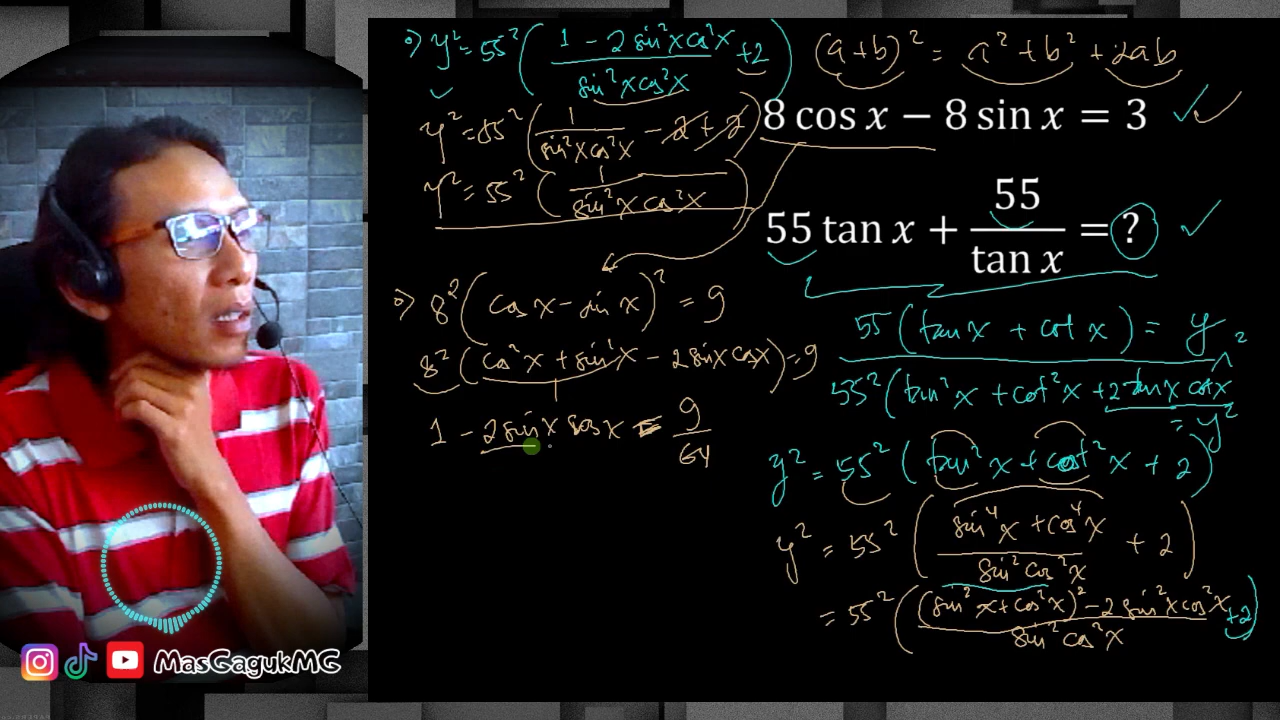 •) y² = 55² ( (1 - 2 sin²x cos²x) / (sin²x cos²x) + 2 )
y² = 55² ( 1 / (sin²x cos²x) - 2 + 2 )
y² = 55² ( 1 / (sin²x cos²x) )
•) 8² ( cos x - sin x )² = 9
8² ( cos²x + sin²x - 2 sin x cos x ) = 9
1 - 2 sin x cos x = 9/64
(a+b)² = a² + b² + 2ab
8 cos x − 8 sin x = 3
55 tan x + 55 / tan x = ?
55 ( tan x + cot x ) = y
55² ( tan²x + cot²x + 2 tan x cot x
= y²
y² = 55² ( tan²x + cot²x + 2 )
y² = 55² ( (sin⁴x + cos⁴x) / (sin² cos²x) + 2 )
= 55² ( ((sin²x + cos²x)² - 2 sin²x cos²x) / (sin² cos²x) + 2 )
MasGagukMG